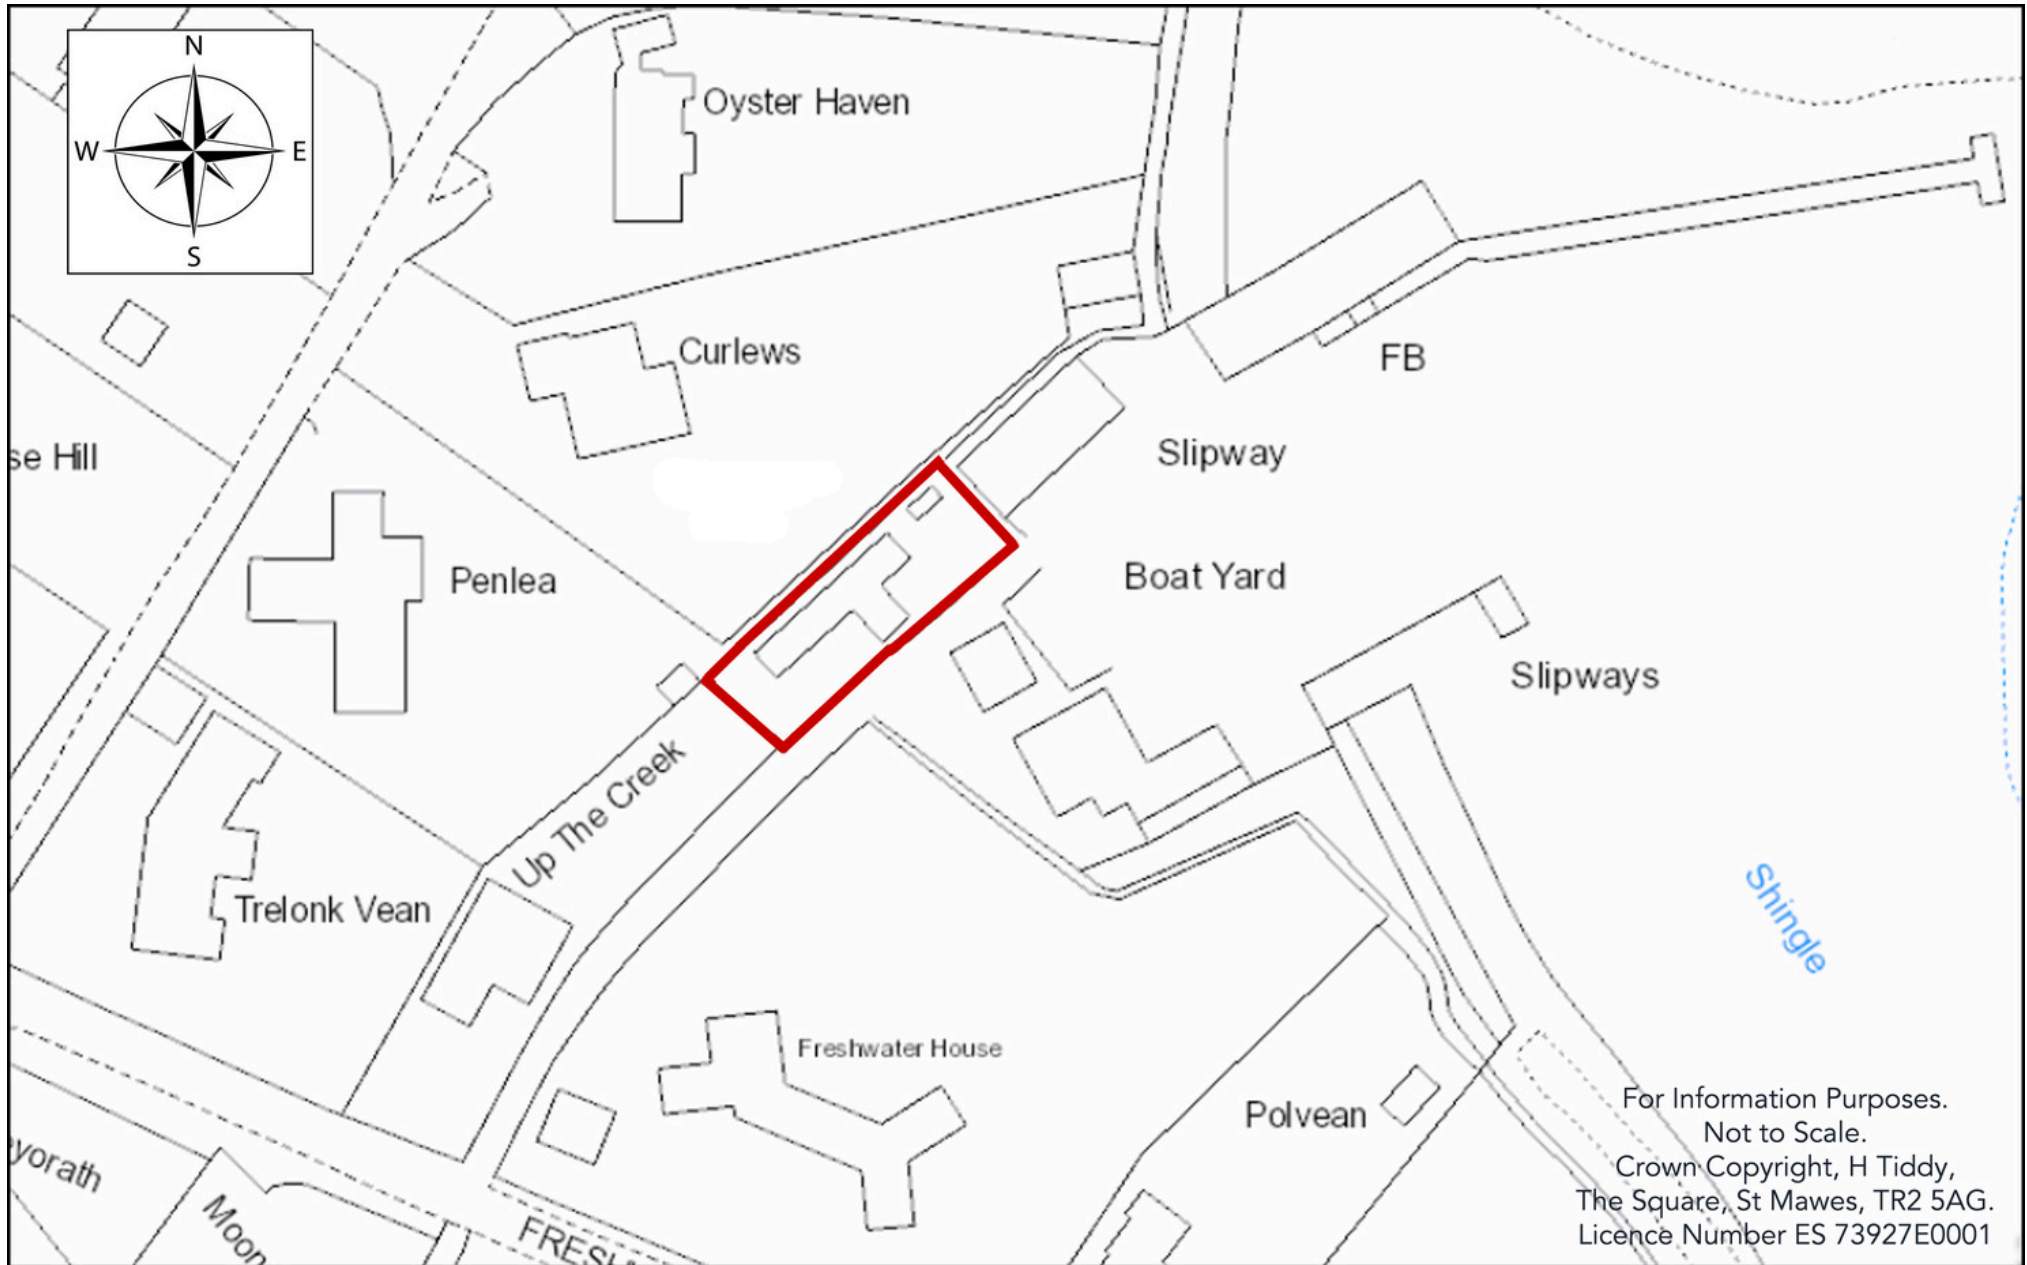 N
W E
S
Oyster Haven
Curlews
FB
se Hill
Slipway
Penlea
Boat Yard
Slipways
Up The Creek
Trelonk Vean
Shingle
Freshwater House
Polvean
yorath
Moon
FRESH
For Information Purposes.
Not to Scale.
Crown Copyright, H Tiddy,
The Square, St Mawes, TR2 5AG.
Licence Number ES 73927E0001